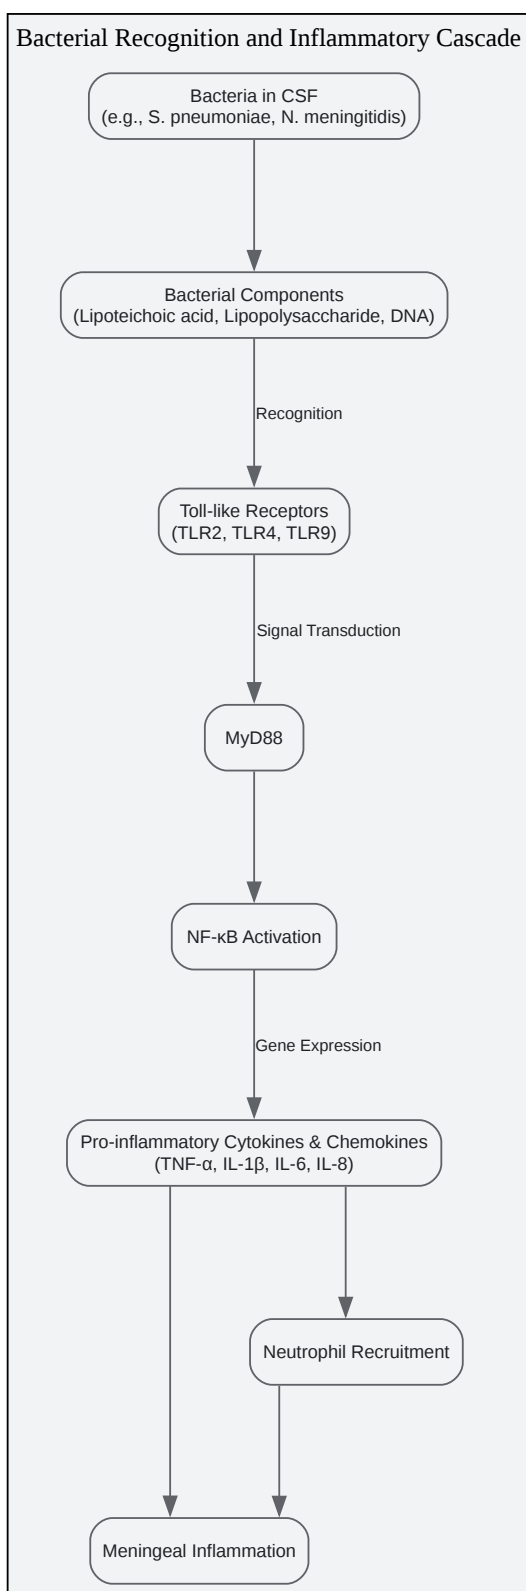 Bacterial Recognition and Inflammatory Cascade
Bacteria in CSF
(e.g., S. pneumoniae, N. meningitidis)
Bacterial Components
(Lipoteichoic acid, Lipopolysaccharide, DNA)
Recognition
Toll-like Receptors
(TLR2, TLR4, TLR9)
Signal Transduction
MyD88
NF-κB Activation
Gene Expression
Pro-inflammatory Cytokines & Chemokines
(TNF-α, IL-1β, IL-6, IL-8)
Neutrophil Recruitment
Meningeal Inflammation